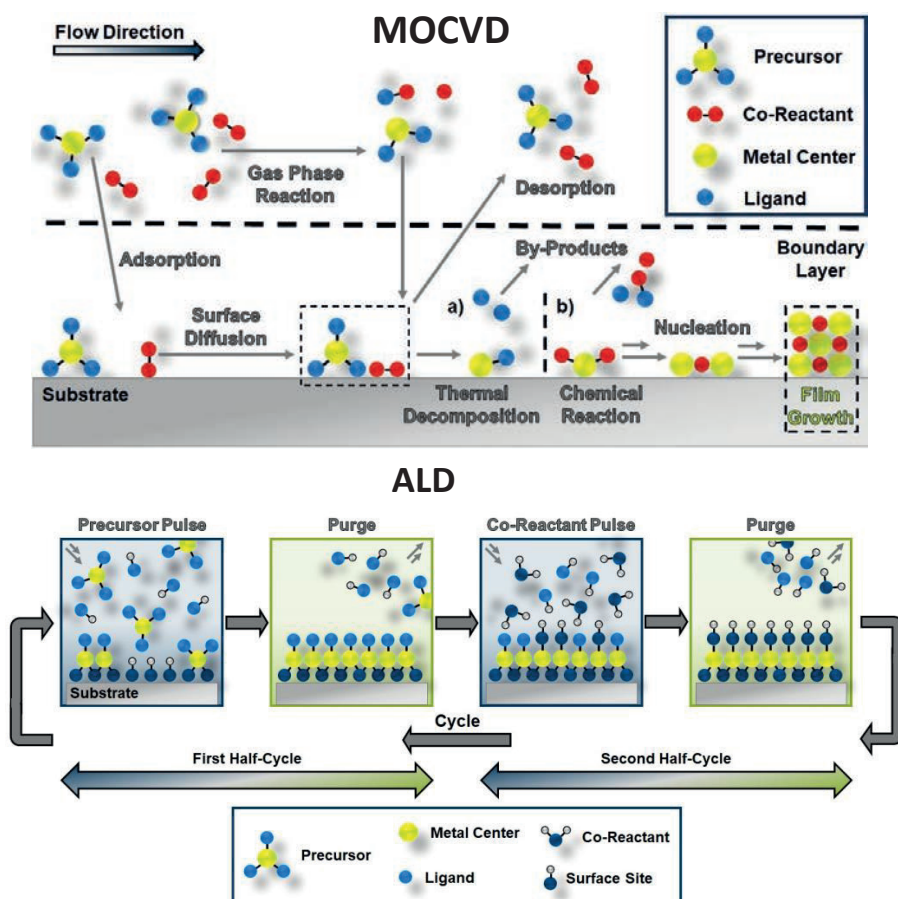 MOCVD
Flow Direction
Precursor
Co-Reactant
Metal Center
Ligand
Gas Phase
Reaction
Desorption
Adsorption
By-Products
Boundary
Layer
Surface
Diffusion
a)
b)
Nucleation
Substrate
Thermal
Decomposition
Chemical
Reaction
Film
Growth
ALD
Precursor Pulse
Purge
Co-Reactant Pulse
Purge
Substrate
Cycle
First Half-Cycle
Second Half-Cycle
Precursor
Metal Center
Ligand
Co-Reactant
Surface Site